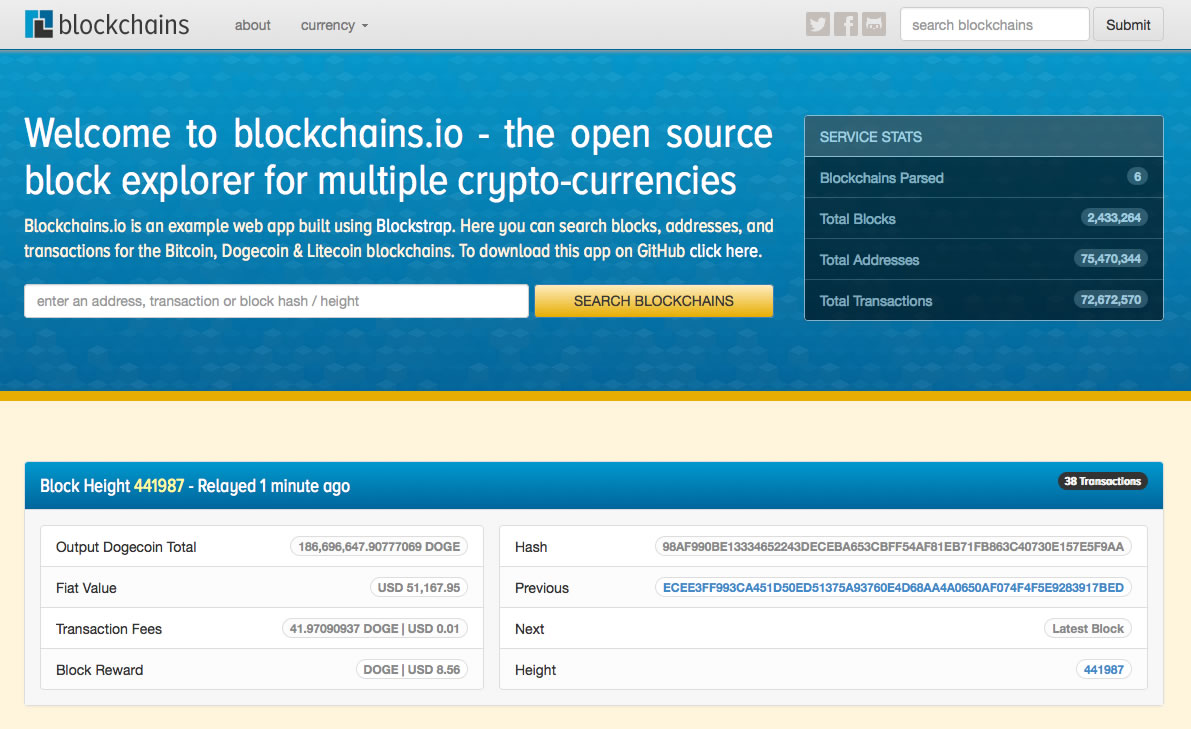 blockchains
about
currency
search blockchains
Submit
Welcome to blockchains.io - the open source
block explorer for multiple crypto-currencies
Blockchains.io is an example web app built using Blockstrap. Here you can search blocks, addresses, and
transactions for the Bitcoin, Dogecoin & Litecoin blockchains. To download this app on GitHub click here.
enter an address, transaction or block hash / height
SEARCH BLOCKCHAINS
SERVICE STATS
Blockchains Parsed 6
Total Blocks 2,433,264
Total Addresses 75,470,344
Total Transactions 72,672,570
Block Height 441987 - Relayed 1 minute ago
38 Transactions
Output Dogecoin Total 186,696,647.90777069 DOGE
Fiat Value USD 51,167.95
Transaction Fees 41.97090937 DOGE | USD 0.01
Block Reward DOGE | USD 8.56
Hash 98AF990BE13334652243DECEBA653CBFF54AF81EB71FB863C40730E157E5F9AA
Previous ECEE3FF993CA451D50ED51375A93760E4D68AA4A0650AF074F4F5E9283917BED
Next Latest Block
Height 441987